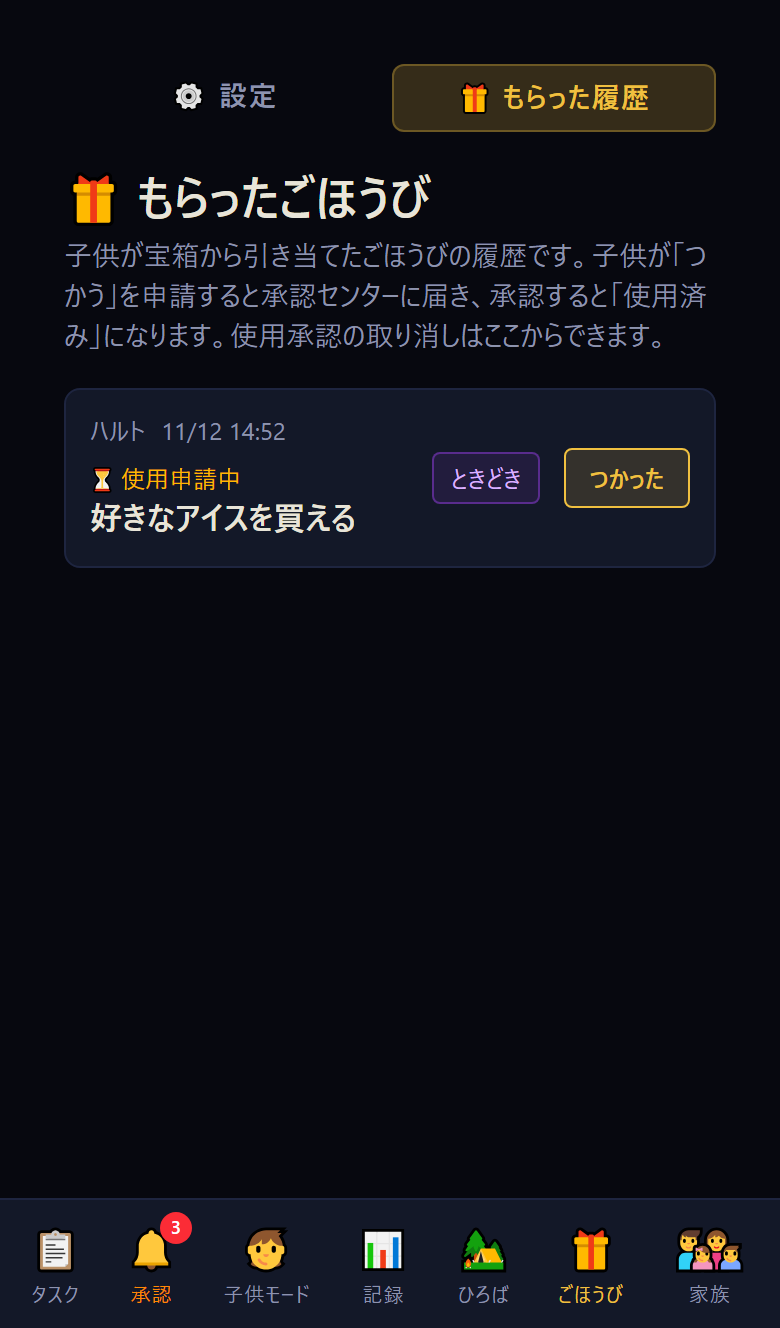 設定
もらった履歴
もらったごほうび
子供が宝箱から引き当てたごほうびの履歴です。子供が「つ
かう」を申請すると承認センターに届き、承認すると「使用済
み」になります。使用承認の取り消しはここからできます。
ハルト 11/12 14:52
使用申請中
好きなアイスを買える
ときどき
つかった
3
タスク
承認
子供モード
記録
ひろば
ごほうび
家族